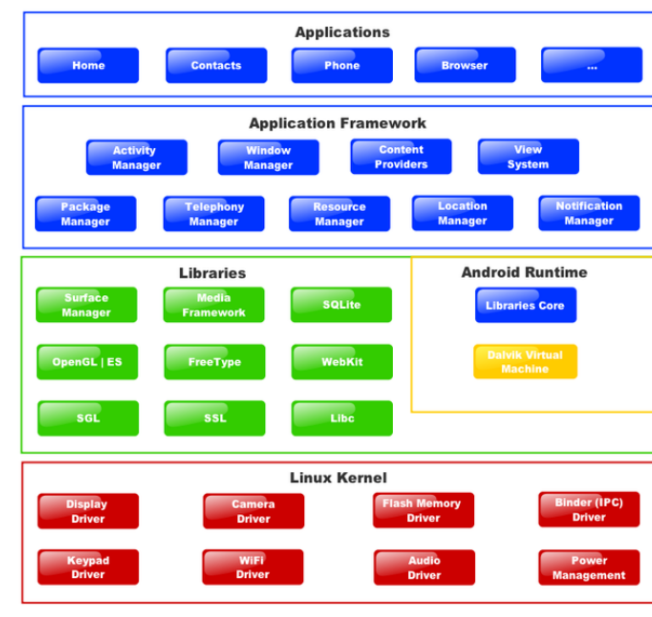 Applications
Home
Contacts
Phone
Browser
...
Application Framework
Activity
Manager
Window
Manager
Content
Providers
View
System
Package
Manager
Telephony
Manager
Resource
Manager
Location
Manager
Notification
Manager
Libraries
Surface
Manager
Media
Framework
SQLite
OpenGL | ES
FreeType
WebKit
SGL
SSL
Libc
Android Runtime
Libraries Core
Dalvik Virtual
Machine
Linux Kernel
Display
Driver
Camera
Driver
Flash Memory
Driver
Binder (IPC)
Driver
Keypad
Driver
WiFi
Driver
Audio
Driver
Power
Management